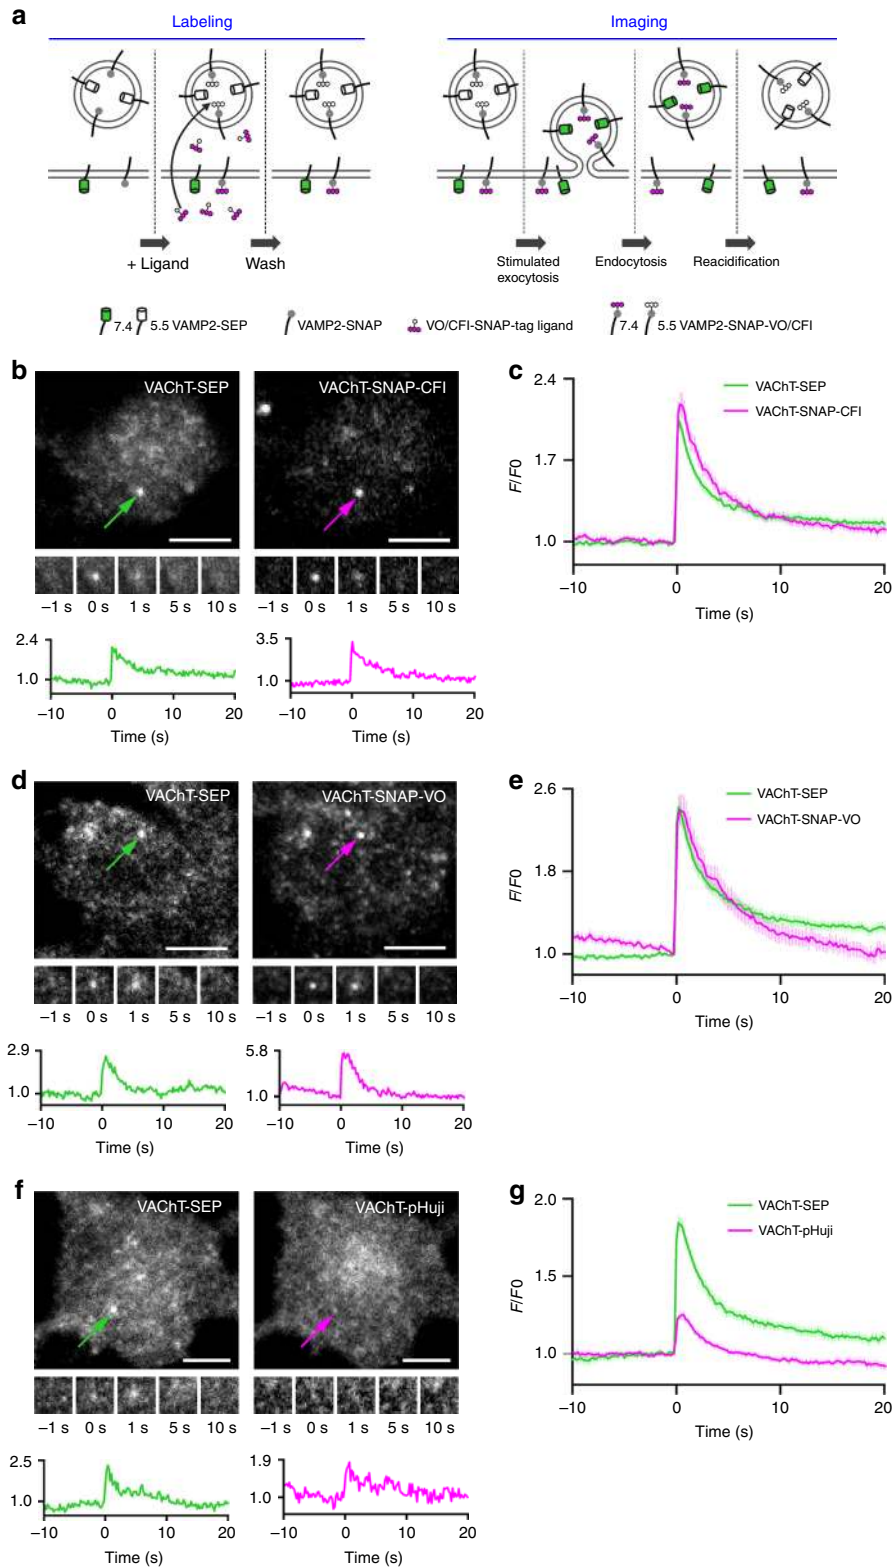 a
Labeling
Imaging
+ Ligand
Wash
Stimulated
exocytosis
Endocytosis
Reacidification
7.4 5.5 VAMP2-SEP
VAMP2-SNAP
VO/CFI-SNAP-tag ligand
7.4 5.5 VAMP2-SNAP-VO/CFI
b
VAChT-SEP
VAChT-SNAP-CFI
–1 s 0 s 1 s 5 s 10 s
–1 s 0 s 1 s 5 s 10 s
2.4
1.0
–10 0 10 20
Time (s)
3.5
1.0
–10 0 10 20
Time (s)
c
2.4
1.7
1.0
F/F0
VAChT-SEP
VAChT-SNAP-CFI
–10 0 10 20
Time (s)
d
VAChT-SEP
VAChT-SNAP-VO
–1 s 0 s 1 s 5 s 10 s
–1 s 0 s 1 s 5 s 10 s
2.9
1.0
–10 0 10 20
Time (s)
5.8
1.0
–10 0 10 20
Time (s)
e
2.6
1.8
1.0
F/F0
VAChT-SEP
VAChT-SNAP-VO
–10 0 10 20
Time (s)
f
VAChT-SEP
VAChT-pHuji
–1 s 0 s 1 s 5 s 10 s
–1 s 0 s 1 s 5 s 10 s
2.5
1.0
–10 0 10 20
Time (s)
1.9
1.0
–10 0 10 20
Time (s)
g
2.0
1.5
1.0
F/F0
VAChT-SEP
VAChT-pHuji
–10 0 10 20
Time (s)